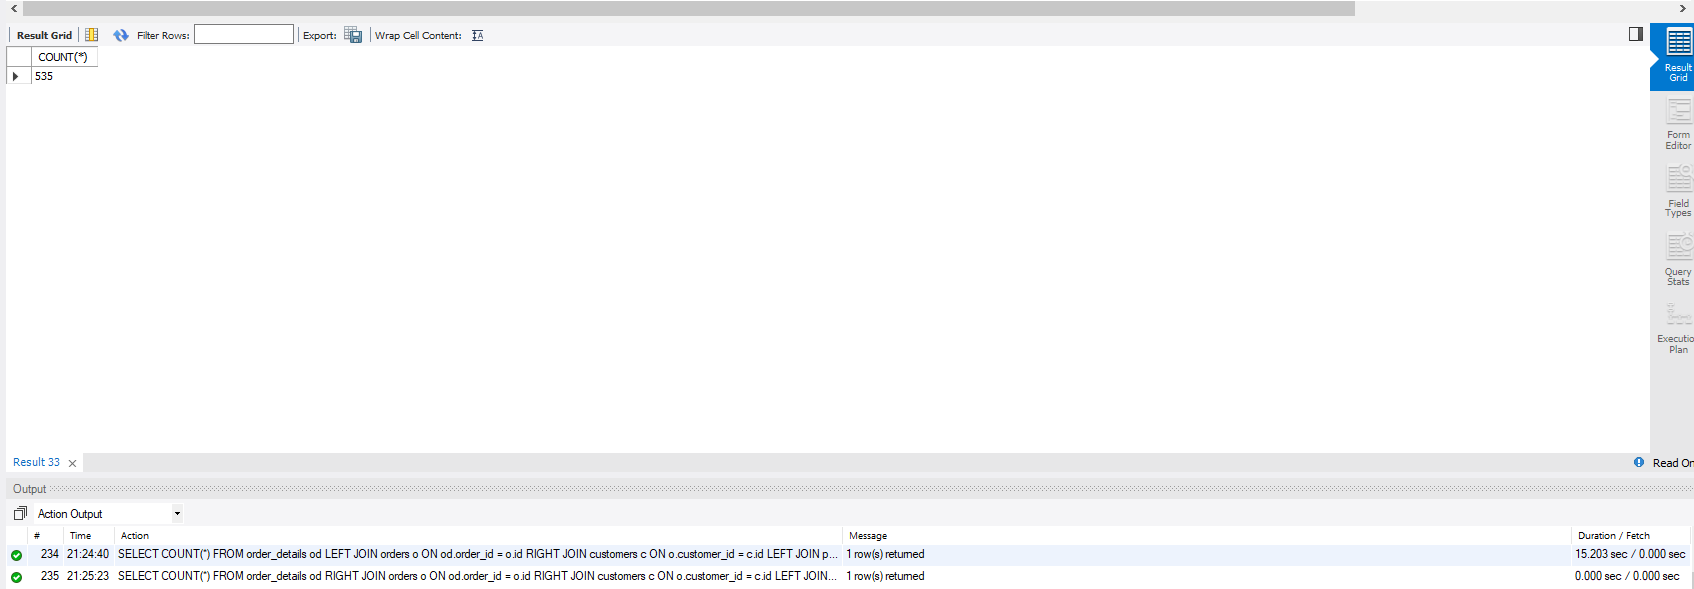 Result Grid Filter Rows: Export: Wrap Cell Content:
COUNT(*)
535
Result
Grid
Form
Editor
Field
Types
Query
Stats
Executio
Plan
Result 33
Read On
Output
Action Output
# Time Action Message Duration / Fetch
234 21:24:40 SELECT COUNT(*) FROM order_details od LEFT JOIN orders o ON od.order_id = o.id RIGHT JOIN customers c ON o.customer_id = c.id LEFT JOIN p... 1 row(s) returned 15.203 sec / 0.000 sec
235 21:25:23 SELECT COUNT(*) FROM order_details od RIGHT JOIN orders o ON od.order_id = o.id RIGHT JOIN customers c ON o.customer_id = c.id LEFT JOIN... 1 row(s) returned 0.000 sec / 0.000 sec